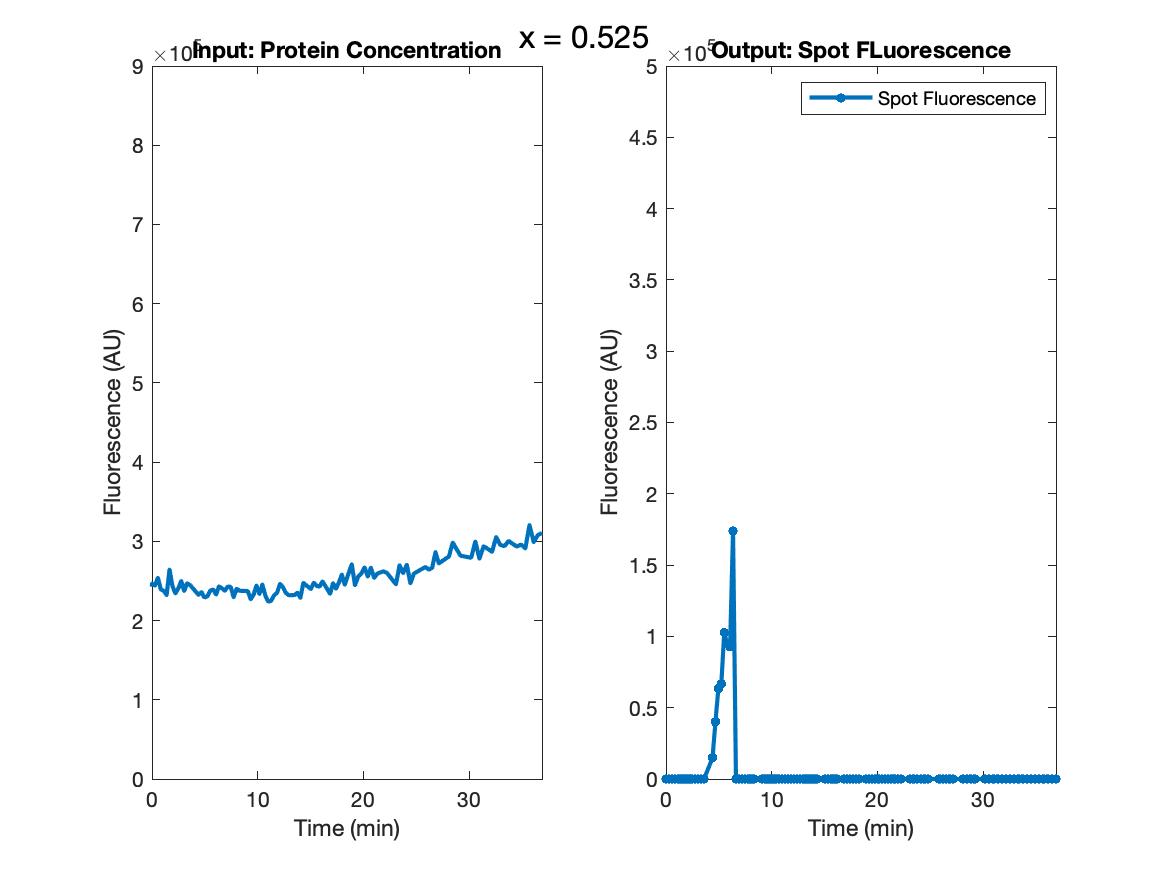 x = 0.525
×10⁵
Input: Protein Concentration
9
8
7
6
5
4
3
2
1
0
0 10 20 30
Fluorescence (AU)
Time (min)
×10⁵
Output: Spot FLuorescence
Spot Fluorescence
5
4.5
4
3.5
3
2.5
2
1.5
1
0.5
0
0 10 20 30
Fluorescence (AU)
Time (min)